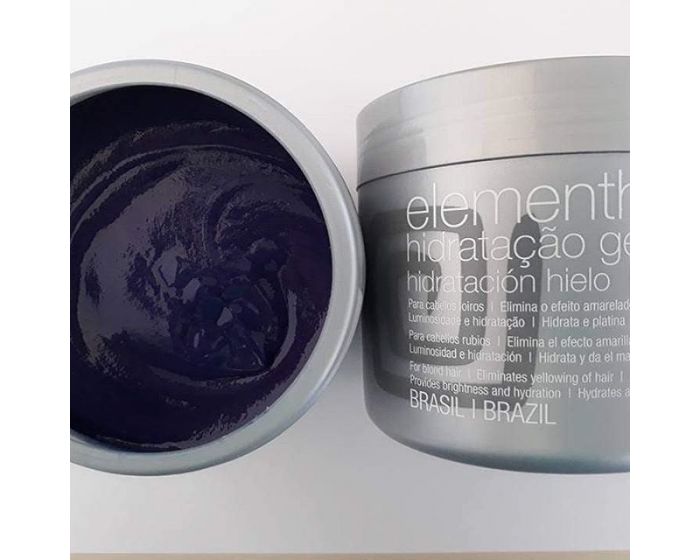 elementh
hidratação ge
hidratación hielo
Para cabelos loiros | Elimina o efeito amarelado
Luminosidade e hidratação | Hidrata e platina
Para cabellos rubios | Elimina el efecto amarill
Luminosidad e hidratación | Hidrata y da el ma
For blond hair | Eliminates yellowing of hair |
Provides brightness and hydration | Hydrates a
BRASIL | BRAZIL